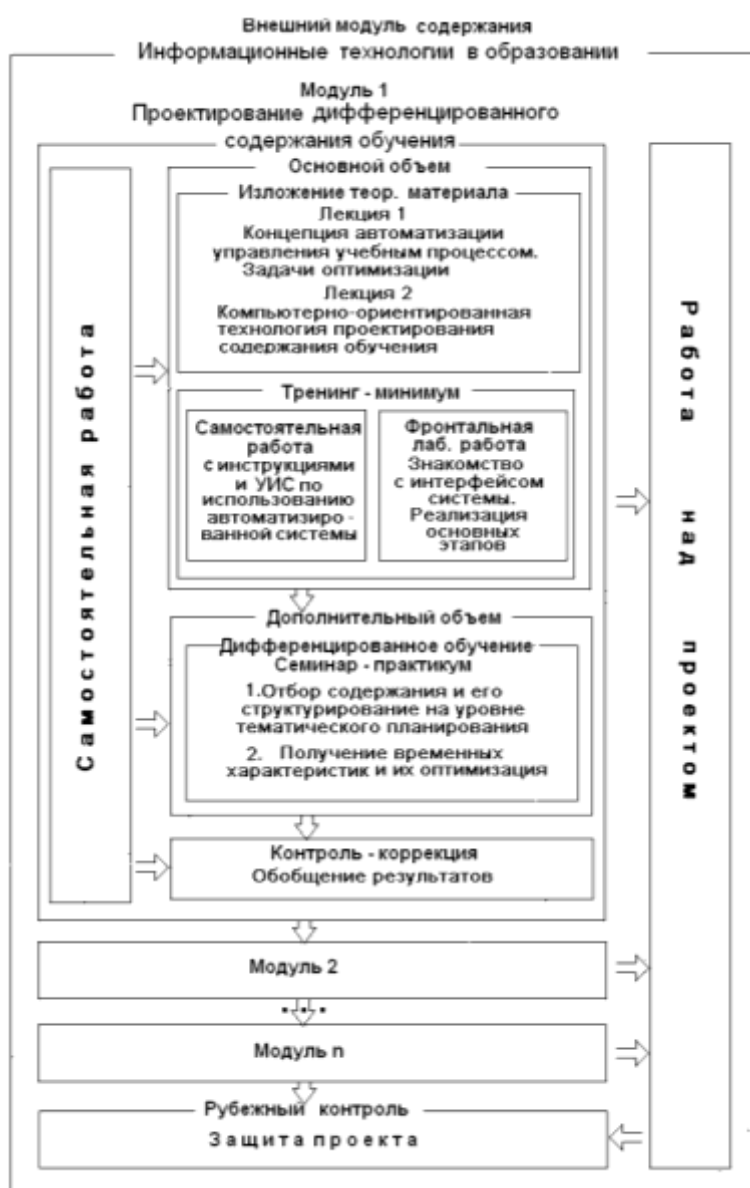 Внешний модуль содержания
Информационные технологии в образовании
Модуль 1
Проектирование дифференцированного
содержания обучения
Самостоятельная работа
Основной объем
Изложение теор. материала
Лекция 1
Концепция автоматизации
управления учебным процессом.
Задачи оптимизации
Лекция 2
Компьютерно-ориентированная
технология проектирования
содержания обучения
Тренинг - минимум
Самостоятельная
работа
с инструкциями
и УИС по
использованию
автоматизиро-
ванной системы
Фронтальная
лаб. работа
Знакомство
с интерфейсом
системы.
Реализация
основных
этапов
Дополнительный объем
Дифференцированное обучение
Семинар - практикум
1.Отбор содержания и его
структурирование на уровне
тематического планирования
2. Получение временных
характеристик и их оптимизация
Контроль - коррекция
Обобщение результатов
Работа над проектом
Модуль 2
...
Модуль n
Рубежный контроль
Защита проекта